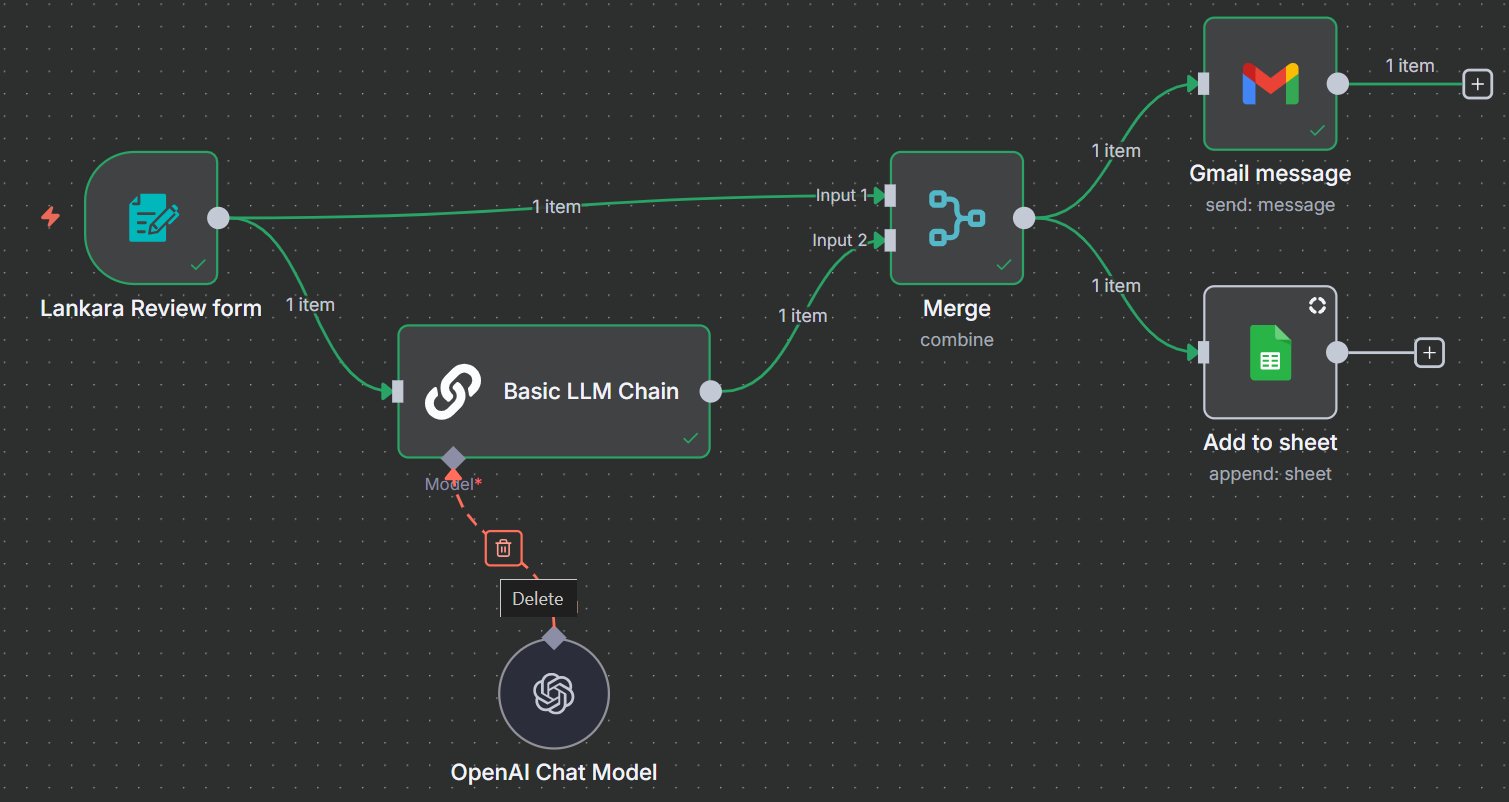 1 item
Gmail message
send: message
1 item
1 item
Input 1
Input 2
Lankara Review form
1 item
1 item
Merge
combine
1 item
Basic LLM Chain
Model*
Add to sheet
append: sheet
Delete
OpenAI Chat Model